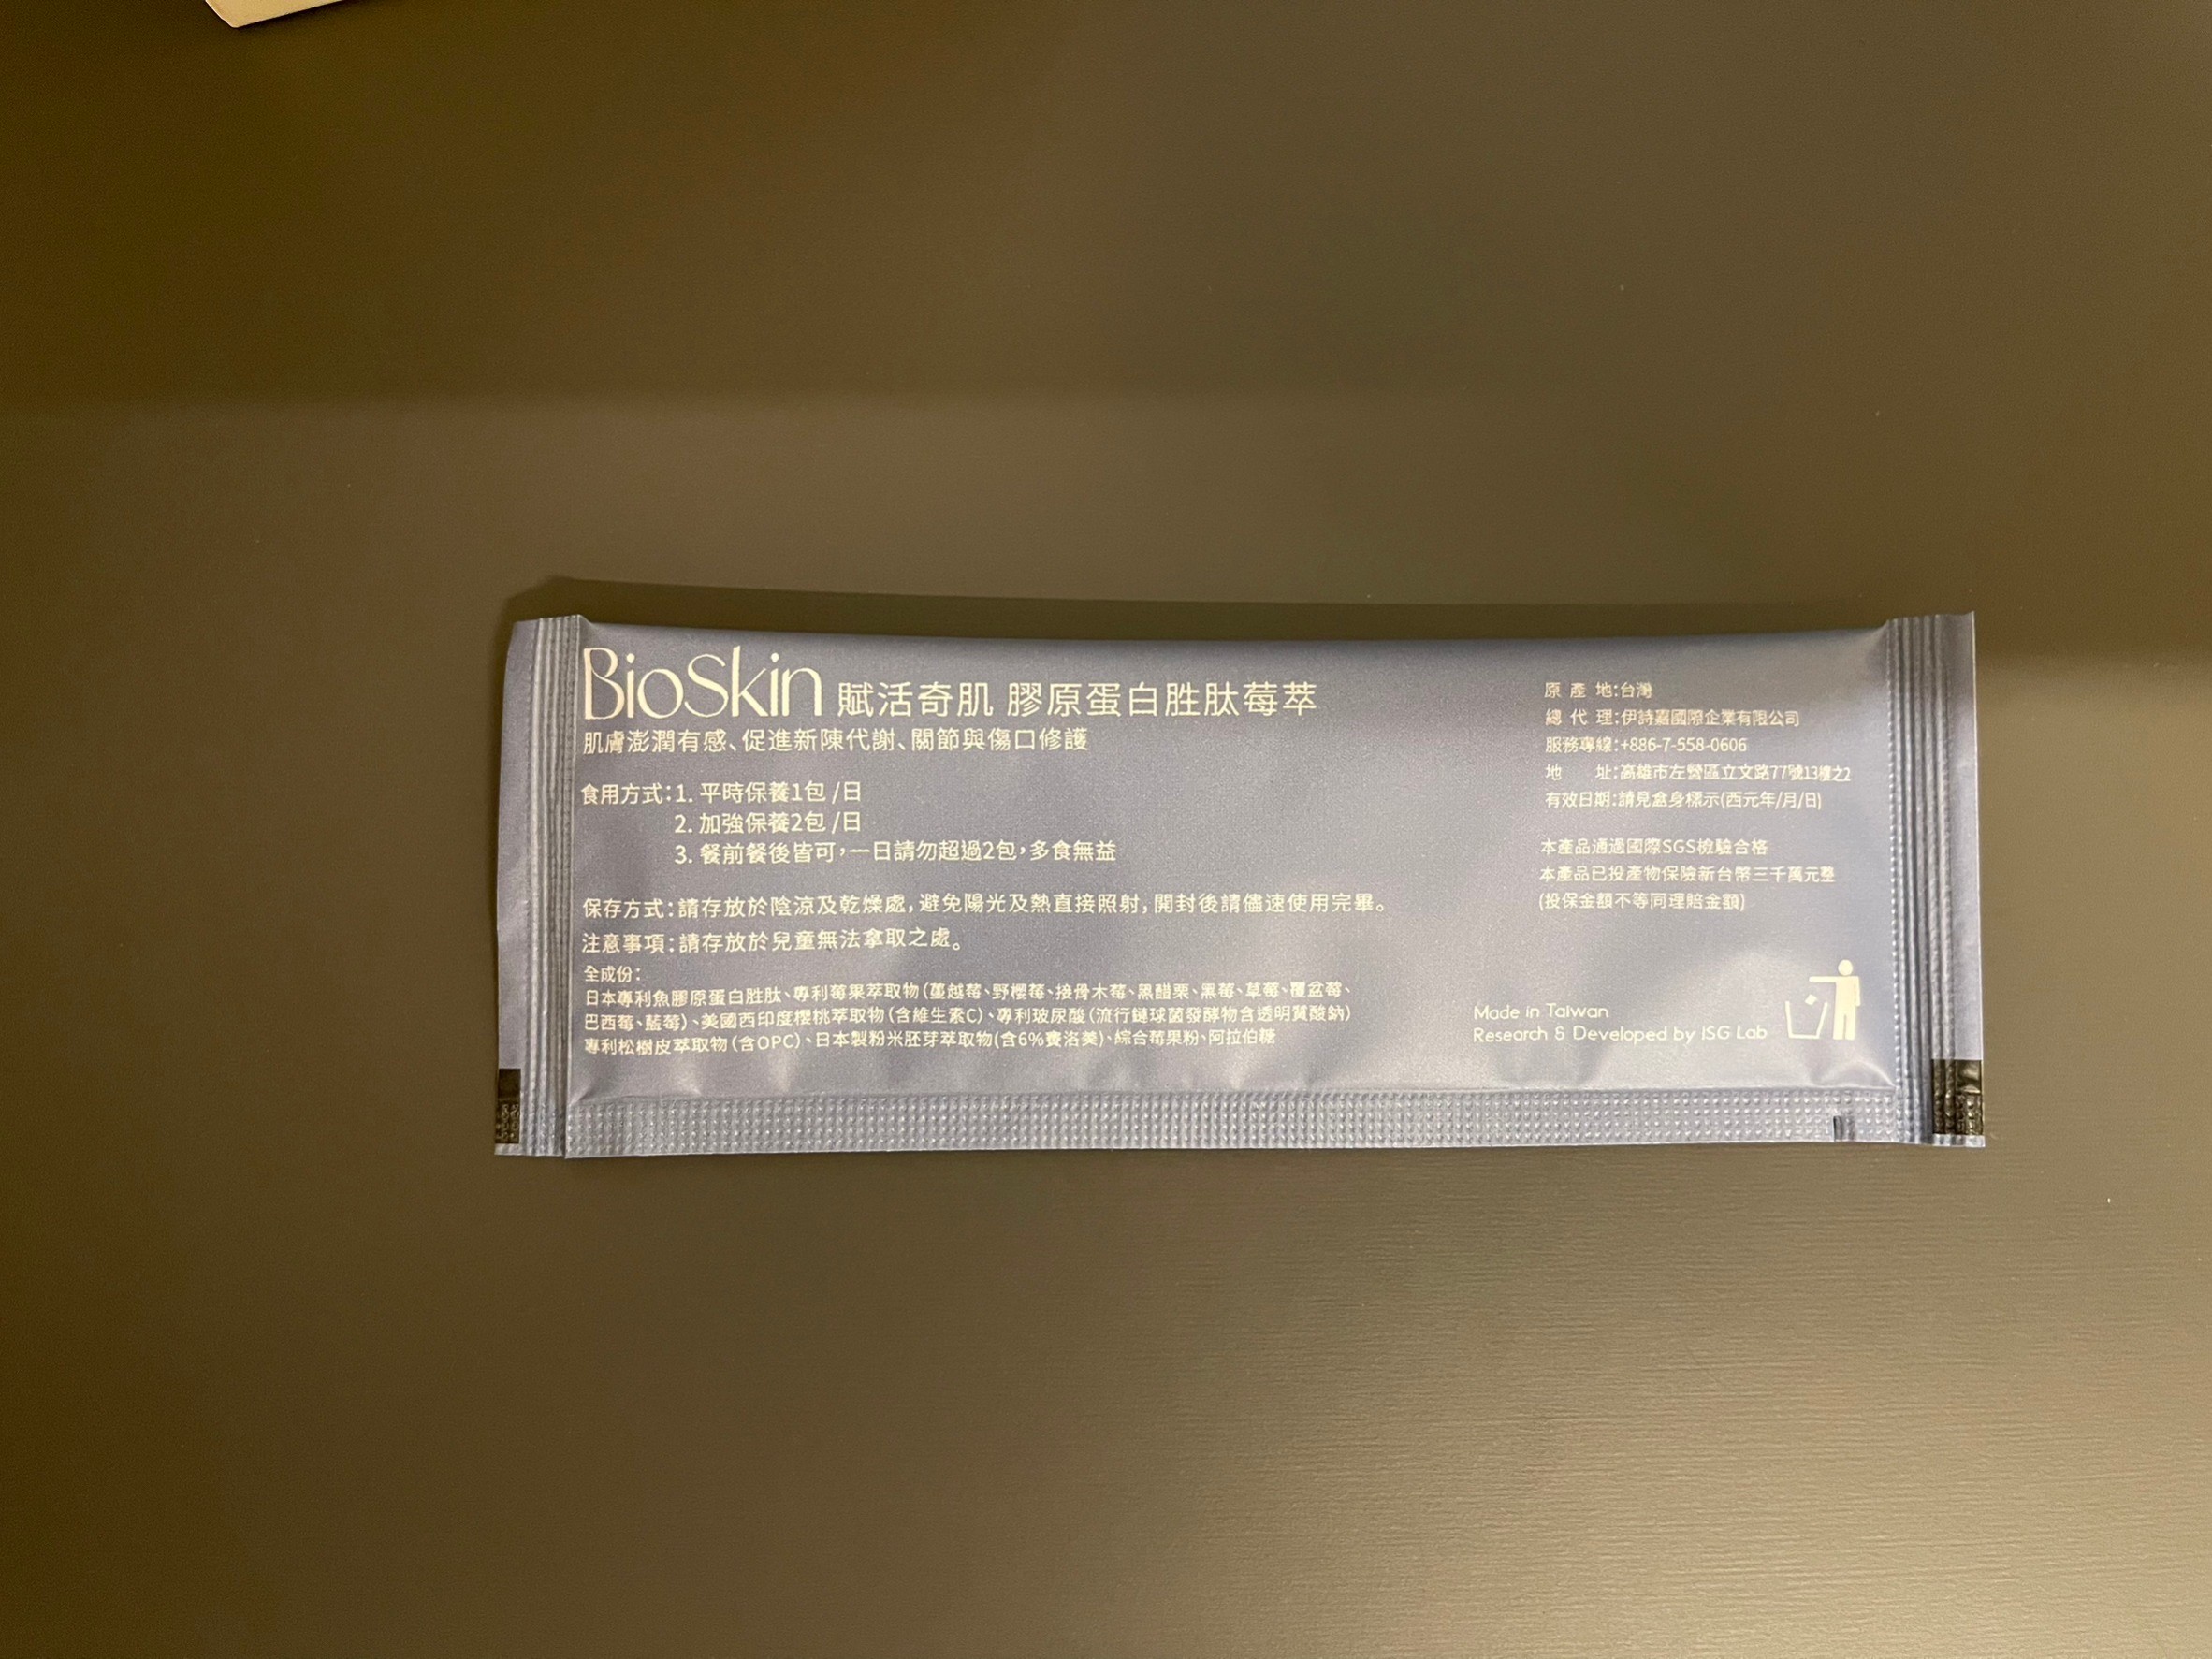 BioSkin 賦活奇肌 膠原蛋白胜肽莓萃
肌膚澎潤有感、促進新陳代謝、關節與傷口修護
食用方式：1. 平時保養1包 /日
2. 加強保養2包 /日
3. 餐前餐後皆可，一日請勿超過2包，多食無益
保存方式：請存放於陰涼及乾燥處，避免陽光及熱直接照射，開封後請儘速使用完畢。
注意事項：請存放於兒童無法拿取之處。
全成份：
日本專利魚膠原蛋白胜肽、專利莓果萃取物（蔓越莓、野櫻莓、接骨木莓、黑醋栗、黑莓、草莓、覆盆莓、
巴西莓、藍莓）、美國西印度櫻桃萃取物（含維生素C）、專利玻尿酸（流行鏈球菌發酵物含透明質酸鈉）
專利松樹皮萃取物（含OPC）、日本製粉米胚芽萃取物(含6%賽洛美)、綜合莓果粉、阿拉伯糖
原 產 地：台灣
總 代 理：伊詩嘉國際企業有限公司
服務專線：+886-7-558-0606
地 址：高雄市左營區立文路77號13樓之2
有效日期：請見盒身標示(西元年/月/日)
本產品通過國際SGS檢驗合格
本產品已投產物保險新台幣三千萬元整
(投保金額不等同理賠金額)
Made in Taiwan
Research & Developed by ISG Lab